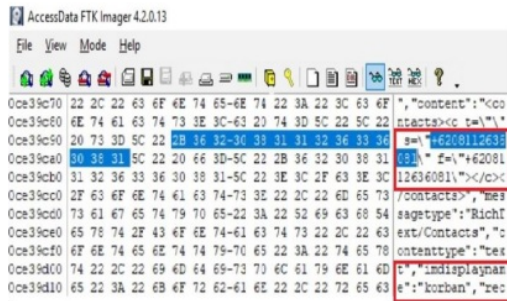 AccessData FTK Imager 4.2.0.13
File View Mode Help
0ce39c70 22 2C 22 63 6F 6E 74 65-6E 74 22 3A 22 3C 63 6F ","content":"<co
0ce39c80 6E 74 61 63 74 73 3E 3C-63 20 74 3D 5C 22 5C 22 ntacts><c t=\"\"
0ce39c90 20 73 3D 5C 22 2B 36 32-30 38 31 31 32 36 33 36 s=\"+6208112636
0ce39ca0 30 38 31 5C 22 20 66 3D-5C 22 2B 36 32 30 38 31 081\" f=\"+62081
0ce39cb0 31 32 36 33 36 30 38 31-5C 22 3E 3C 2F 63 3E 3C 12636081\"></c><
0ce39cc0 2F 63 6F 6E 74 61 63 74-73 3E 22 2C 22 6D 65 73 /contacts>","mes
0ce39cd0 73 61 67 65 74 79 70 65-22 3A 22 52 69 63 68 54 sagetype":"RichT
0ce39ce0 65 78 74 2F 43 6F 6E 74-61 63 74 73 22 2C 22 63 ext/Contacts","c
0ce39cf0 6F 6E 74 65 6E 74 74 79-70 65 22 3A 22 74 65 78 ontenttype":"tex
0ce39d00 74 22 2C 22 69 6D 64 69-73 70 6C 61 79 6E 61 6D t","imdisplaynam
0ce39d10 65 22 3A 22 6B 6F 72 62-61 6E 22 2C 22 72 65 63 e":"korban","rec